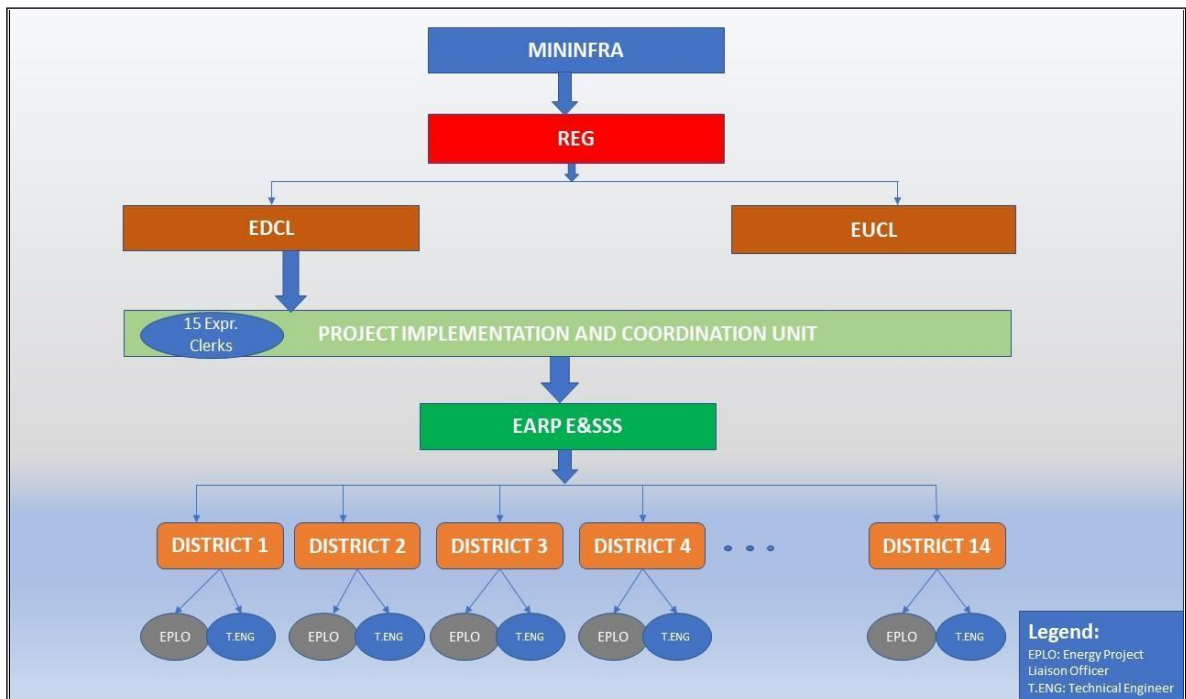 MININFRA
REG
EDCL
EUCL
15 Expr.
Clerks
PROJECT IMPLEMENTATION AND COORDINATION UNIT
EARP E&SSS
DISTRICT 1
DISTRICT 2
DISTRICT 3
DISTRICT 4
DISTRICT 14
EPLO
T.ENG
EPLO
T.ENG
EPLO
T.ENG
EPLO
T.ENG
EPLO
T.ENG
Legend:
EPLO: Energy Project
Liaison Officer
T.ENG: Technical Engineer